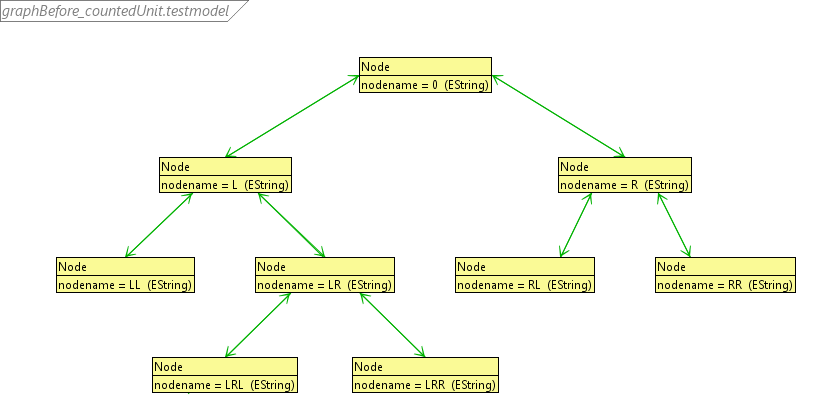 graphBefore_countedUnit.testmodel
Node
nodename = 0 (EString)
Node
nodename = L (EString)
Node
nodename = R (EString)
Node
nodename = LL (EString)
Node
nodename = LR (EString)
Node
nodename = RL (EString)
Node
nodename = RR (EString)
Node
nodename = LRL (EString)
Node
nodename = LRR (EString)